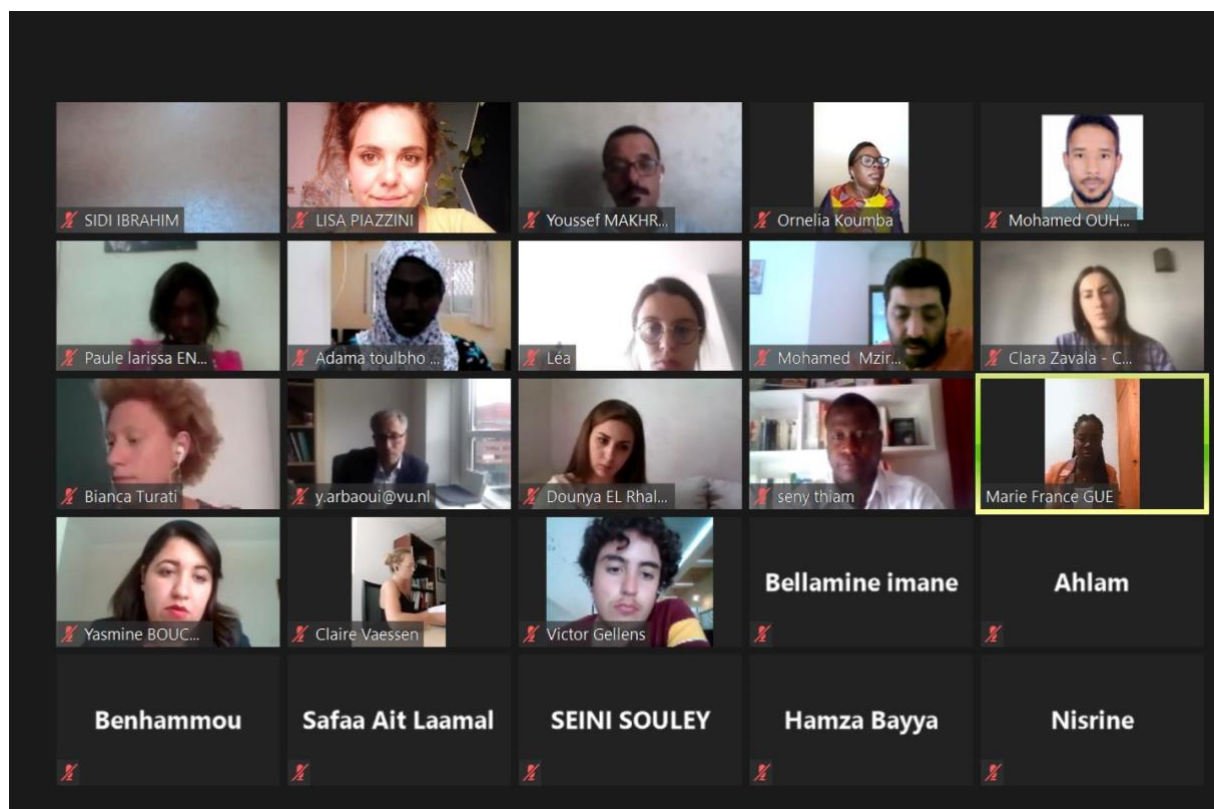 SIDI IBRAHIM
LISA PIAZZINI
Youssef MAKHR...
Ornelia Koumba
Mohamed OUH...
Paule larissa EN...
Adama toulbho ...
Léa
Mohamed Mzir...
Clara Zavala - C...
Bianca Turati
y.arbaoui@vu.nl
Dounya EL Rhal...
seny thiam
Marie France GUE
Yasmine BOUC...
Claire Vaessen
Victor Gellens
Bellamine imane
Ahlam
Benhammou
Safaa Ait Laamal
SEINI SOULEY
Hamza Bayya
Nisrine